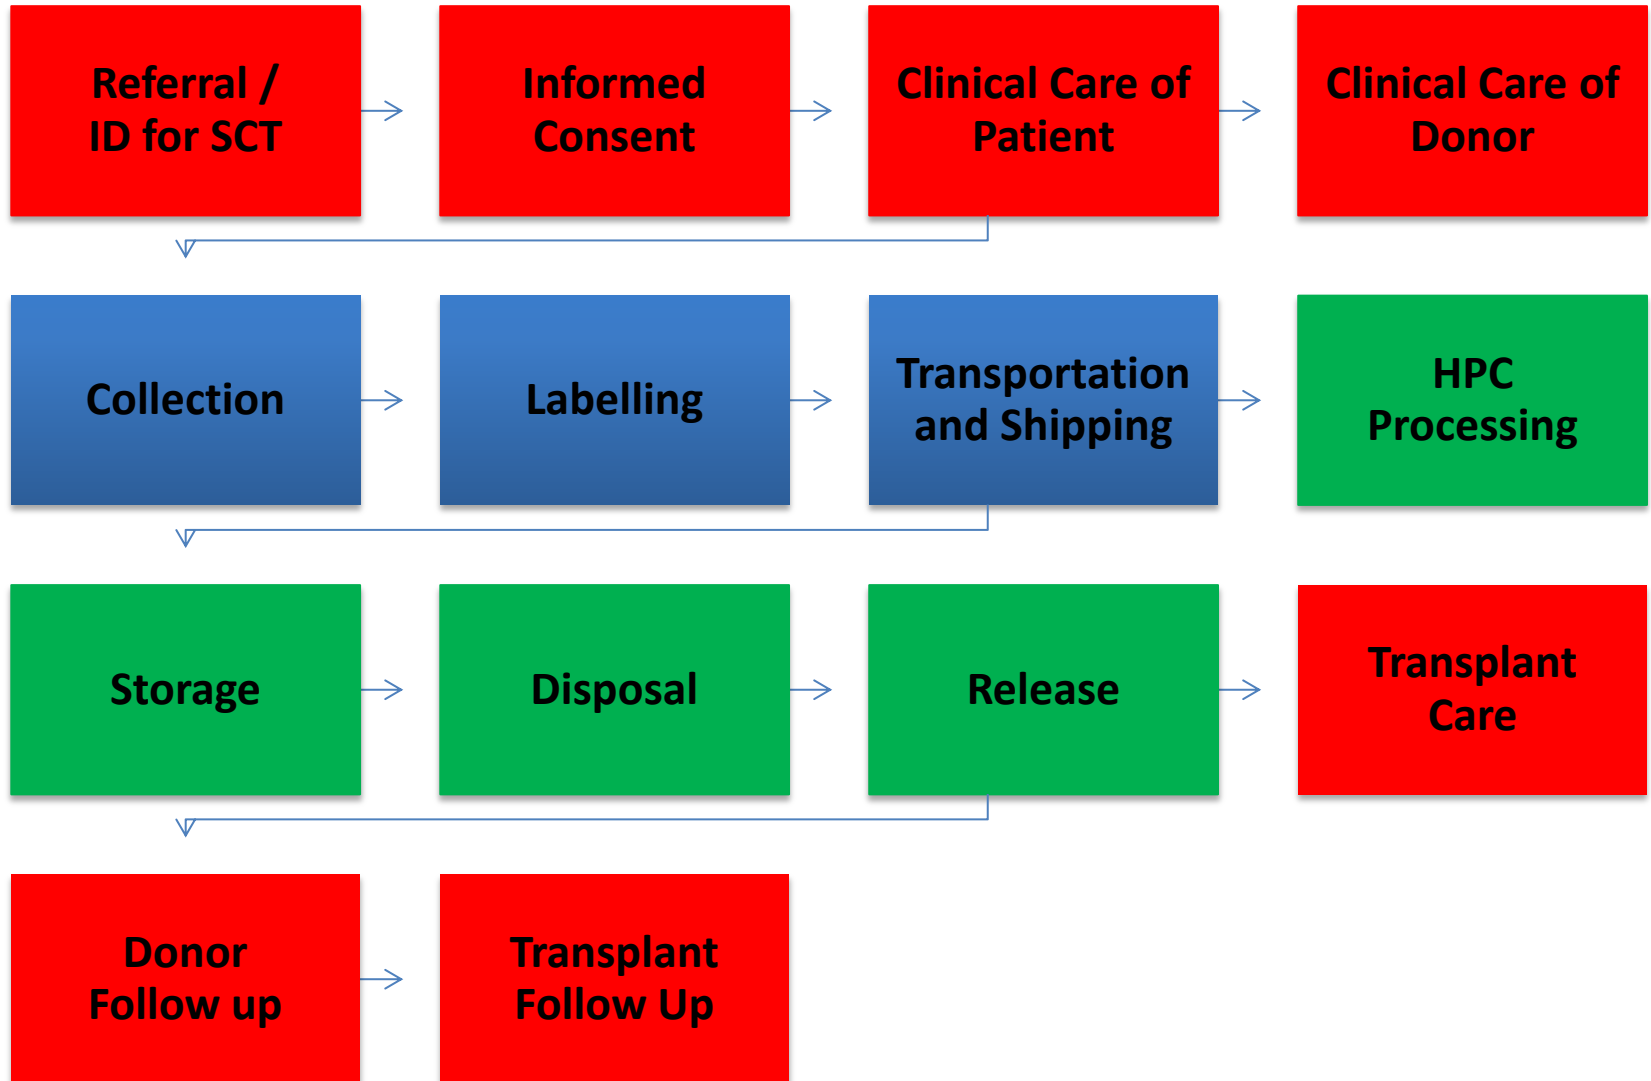 Referral /
ID for SCT
Informed
Consent
Clinical Care of
Patient
Clinical Care of
Donor
Collection
Labelling
Transportation
and Shipping
HPC
Processing
Storage
Disposal
Release
Transplant
Care
Donor
Follow up
Transplant
Follow Up